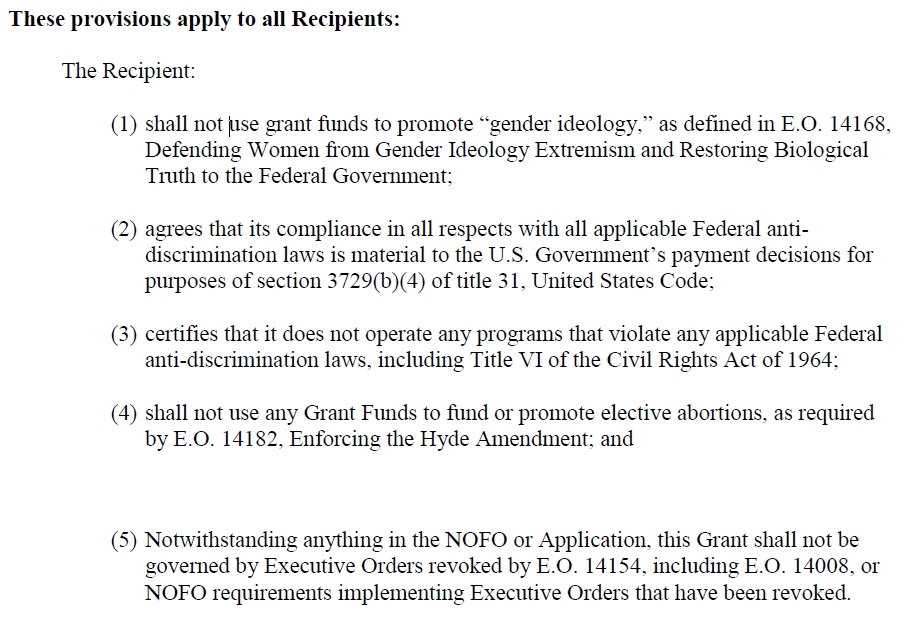 These provisions apply to all Recipients:
The Recipient:
(1) shall not use grant funds to promote “gender ideology,” as defined in E.O. 14168,
Defending Women from Gender Ideology Extremism and Restoring Biological
Truth to the Federal Government;
(2) agrees that its compliance in all respects with all applicable Federal anti-
discrimination laws is material to the U.S. Government’s payment decisions for
purposes of section 3729(b)(4) of title 31, United States Code;
(3) certifies that it does not operate any programs that violate any applicable Federal
anti-discrimination laws, including Title VI of the Civil Rights Act of 1964;
(4) shall not use any Grant Funds to fund or promote elective abortions, as required
by E.O. 14182, Enforcing the Hyde Amendment; and
(5) Notwithstanding anything in the NOFO or Application, this Grant shall not be
governed by Executive Orders revoked by E.O. 14154, including E.O. 14008, or
NOFO requirements implementing Executive Orders that have been revoked.